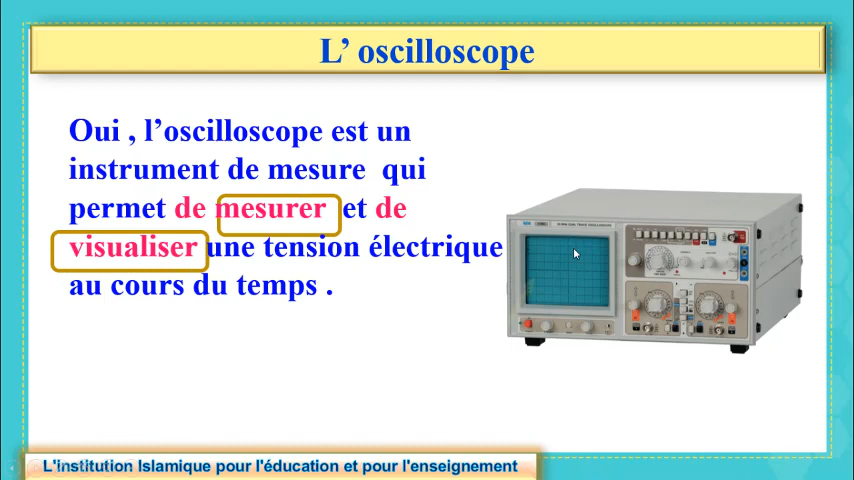 L’ oscilloscope
Oui , l’oscilloscope est un
instrument de mesure qui
permet de mesurer et de
visualiser une tension électrique
au cours du temps .
L'institution Islamique pour l'éducation et pour l'enseignement